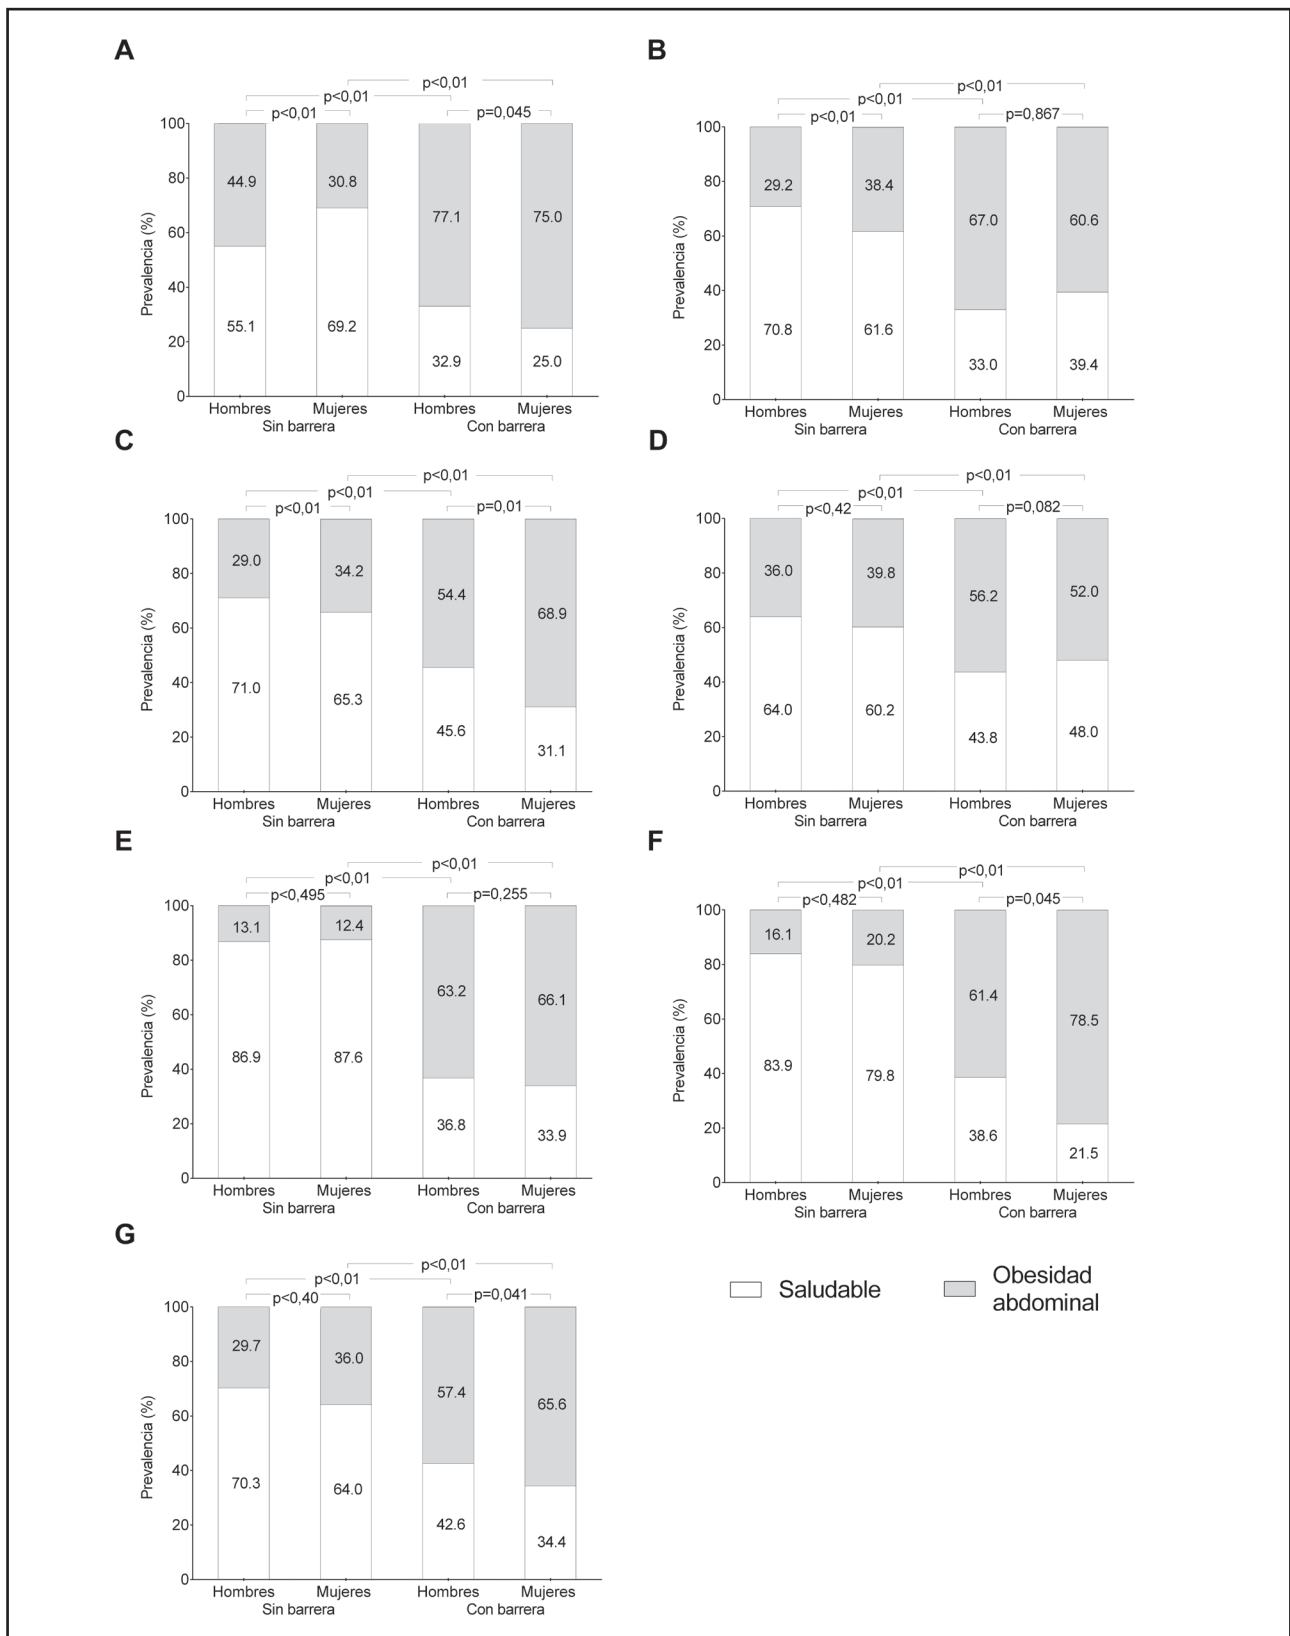 A
p<0,01
p<0,01
p<0,01
p=0,045
Prevalencia (%)
100
80
60
40
20
0
44.9
30.8
77.1
75.0
55.1
69.2
32.9
25.0
Hombres Mujeres Hombres Mujeres
Sin barrera Con barrera
B
p<0,01
p<0,01
p<0,01
p=0,867
Prevalencia (%)
100
80
60
40
20
0
29.2
38.4
67.0
60.6
70.8
61.6
33.0
39.4
Hombres Mujeres Hombres Mujeres
Sin barrera Con barrera
C
p<0,01
p<0,01
p<0,01
p=0,01
Prevalencia (%)
100
80
60
40
20
0
29.0
34.2
54.4
68.9
71.0
65.3
45.6
31.1
Hombres Mujeres Hombres Mujeres
Sin barrera Con barrera
D
p<0,01
p<0,01
p<0,42
p=0,082
Prevalencia (%)
100
80
60
40
20
0
36.0
39.8
56.2
52.0
64.0
60.2
43.8
48.0
Hombres Mujeres Hombres Mujeres
Sin barrera Con barrera
E
p<0,01
p<0,01
p<0,495
p=0,255
Prevalencia (%)
100
80
60
40
20
0
13.1
12.4
63.2
66.1
86.9
87.6
36.8
33.9
Hombres Mujeres Hombres Mujeres
Sin barrera Con barrera
F
p<0,01
p<0,01
p<0,482
p=0,045
Prevalencia (%)
100
80
60
40
20
0
16.1
20.2
61.4
78.5
83.9
79.8
38.6
21.5
Hombres Mujeres Hombres Mujeres
Sin barrera Con barrera
G
p<0,01
p<0,01
p<0,40
p=0,041
Prevalencia (%)
100
80
60
40
20
0
29.7
36.0
57.4
65.6
70.3
64.0
42.6
34.4
Hombres Mujeres Hombres Mujeres
Sin barrera Con barrera
Saludable
Obesidad
abdominal